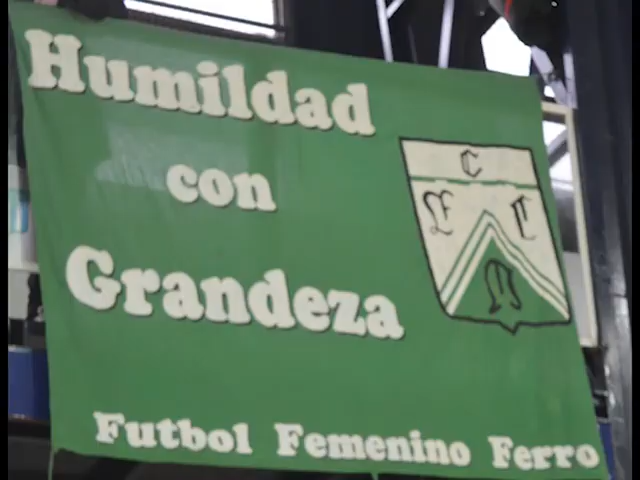 Humildad
con
Grandeza
C
F C
O
Futbol Femenino Ferro